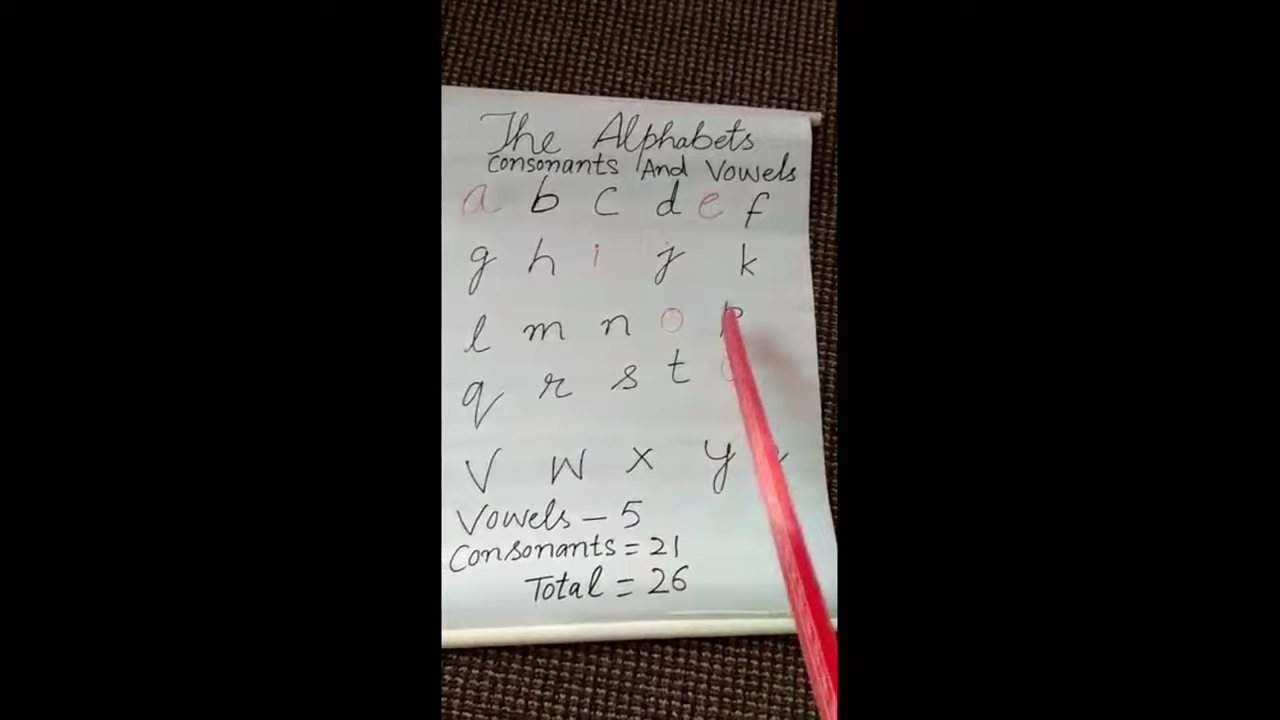 The Alphabets
Consonants And Vowels
a b c d e f
g h i j k
l m n o p
q r s t
V W X y
Vowels – 5
Consonants = 21
Total = 26